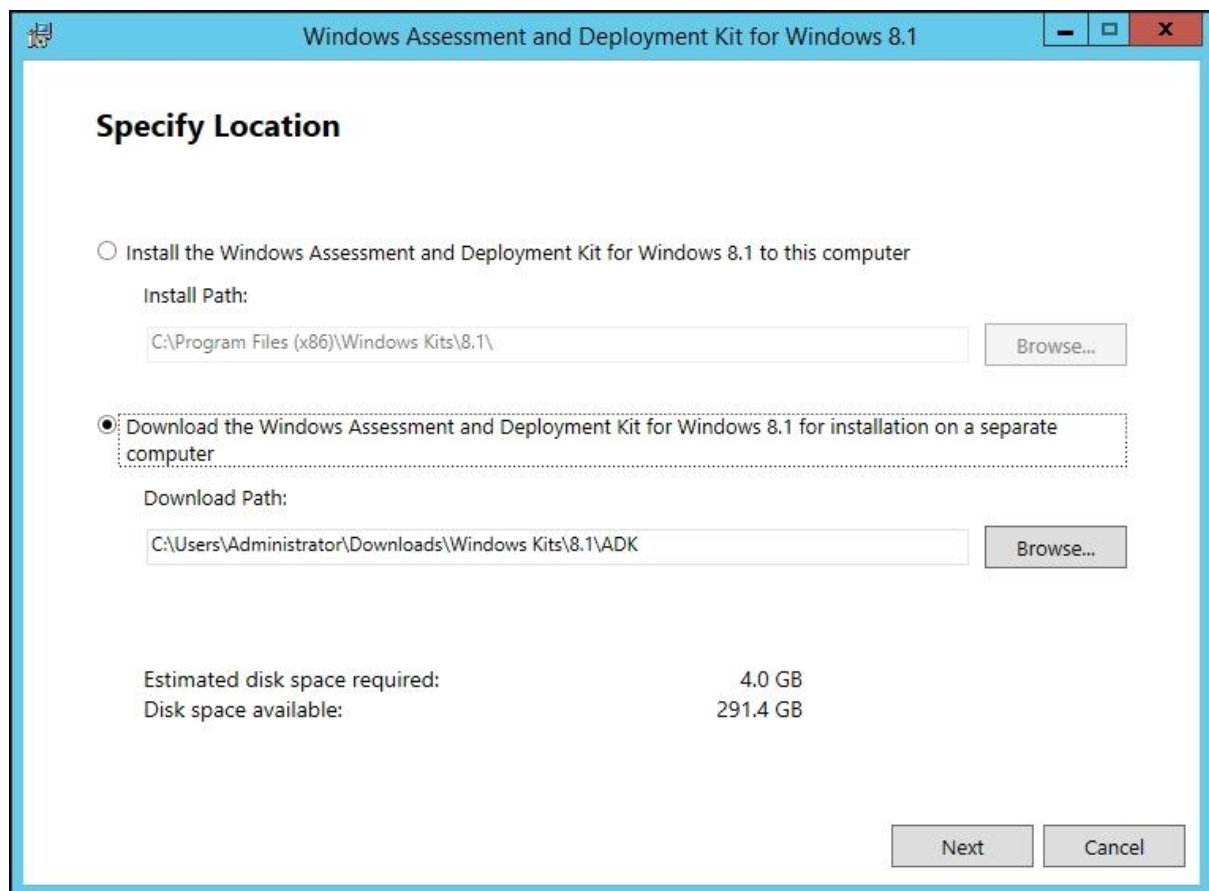 Windows Assessment and Deployment Kit for Windows 8.1
Specify Location
Install the Windows Assessment and Deployment Kit for Windows 8.1 to this computer
Install Path:
C:\Program Files (x86)\Windows Kits\8.1\
Browse...
Download the Windows Assessment and Deployment Kit for Windows 8.1 for installation on a separate
computer
Download Path:
C:\Users\Administrator\Downloads\Windows Kits\8.1\ADK
Browse...
Estimated disk space required: 4.0 GB
Disk space available: 291.4 GB
Next Cancel